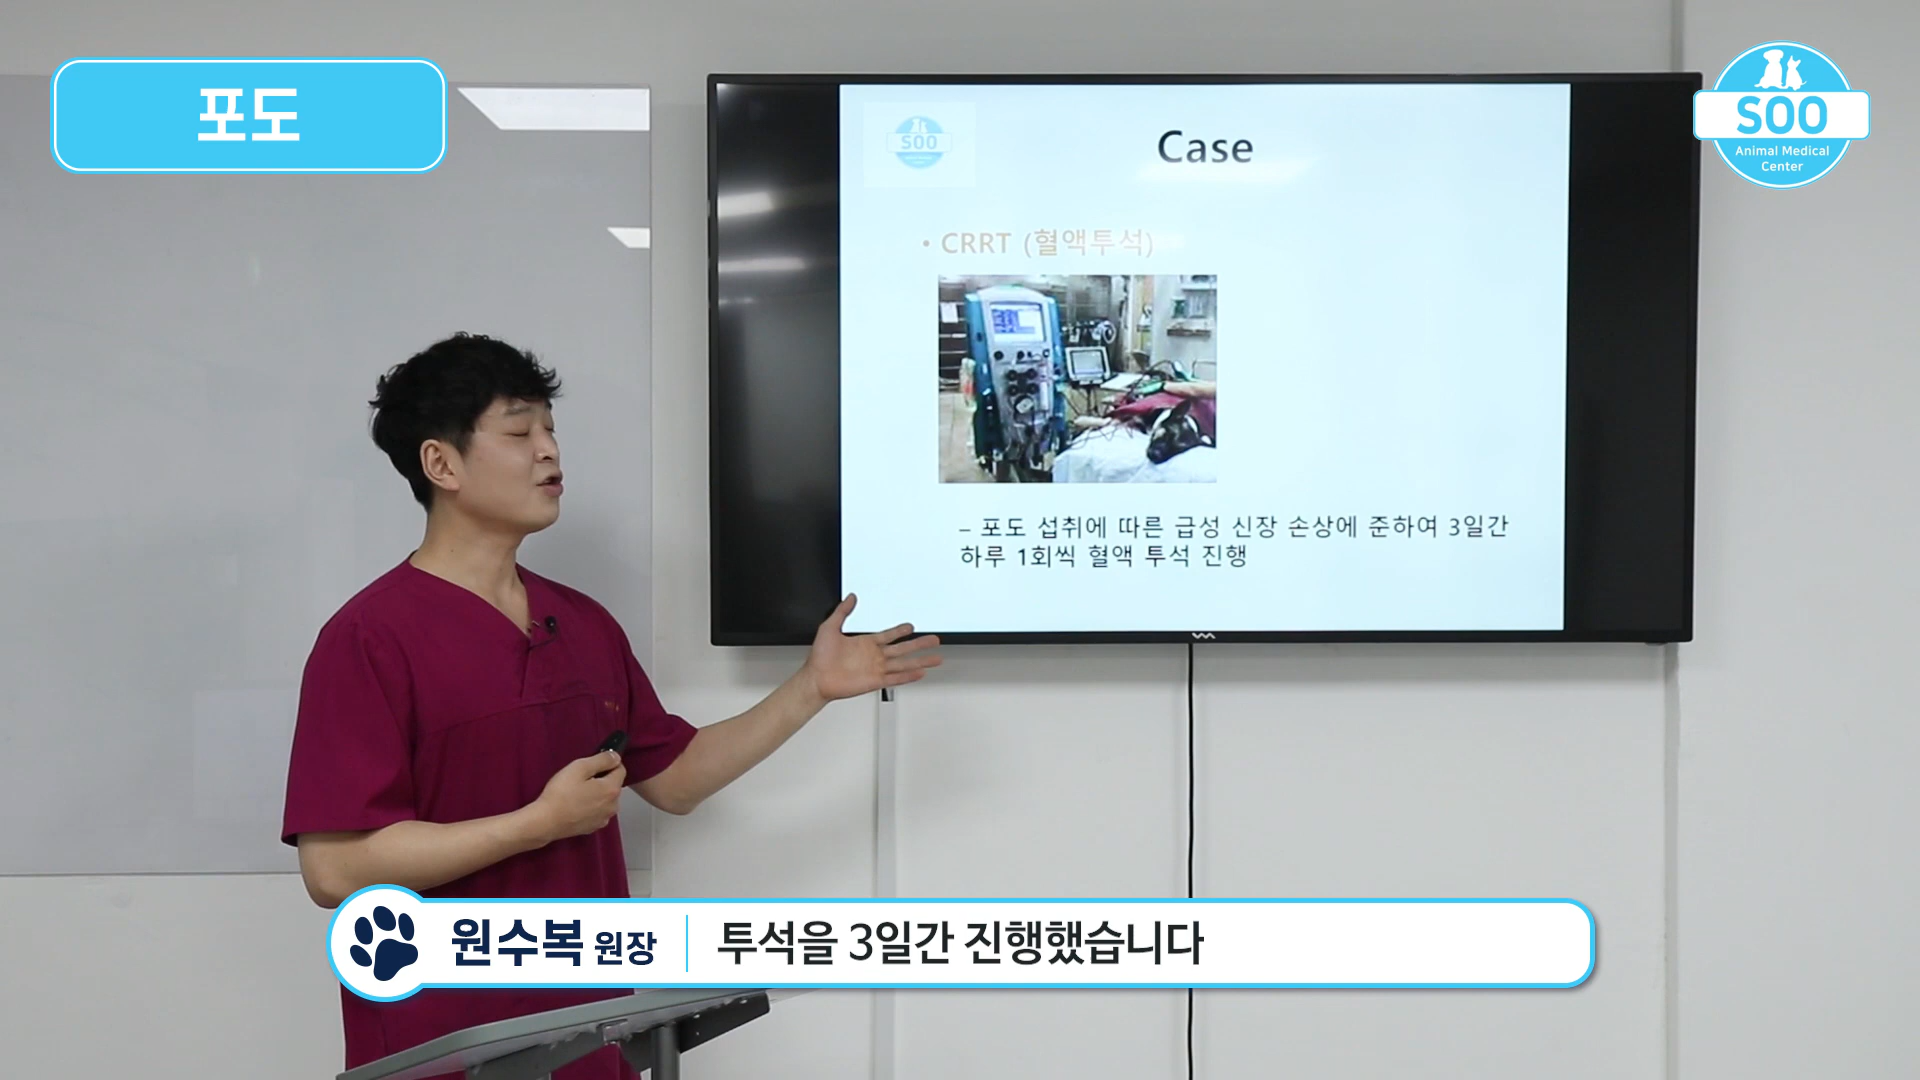 포도
SOO
Animal Medical
Center
SOO
Case
• CRRT (혈액투석)
– 포도 섭취에 따른 급성 신장 손상에 준하여 3일간
하루 1회씩 혈액 투석 진행
원수복 원장
투석을 3일간 진행했습니다